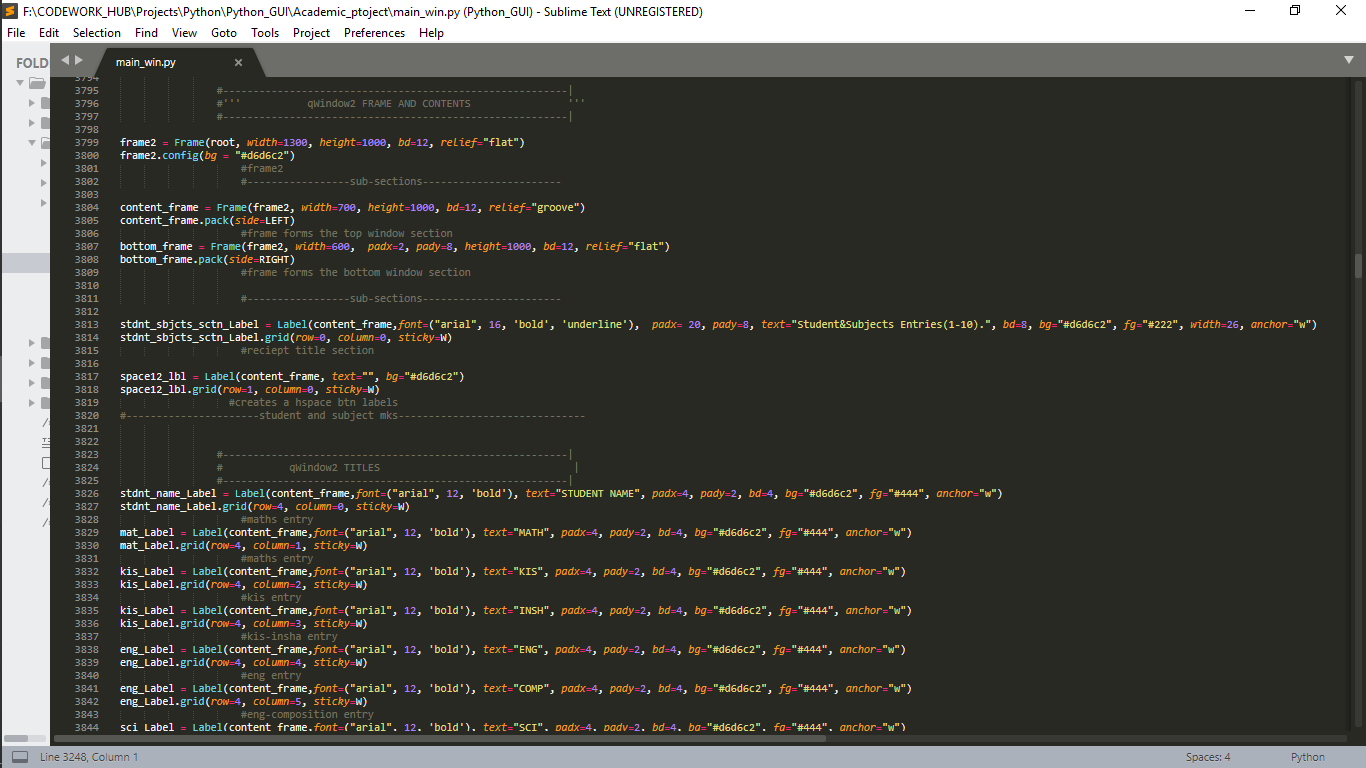 F:\CODEWORK_HUB\Projects\Python\Python_GUI\Academic_ptoject\main_win.py (Python_GUI) - Sublime Text (UNREGISTERED)
File Edit Selection Find View Goto Tools Project Preferences Help
FOLD
main_win.py ×
3794
3795 #---------------------------------------------------------|
3796 #''' qWindow2 FRAME AND CONTENTS '''
3797 #---------------------------------------------------------|
3798
3799 frame2 = Frame(root, width=1300, height=1000, bd=12, relief="flat")
3800 frame2.config(bg = "#d6d6c2")
3801 #frame2
3802 #-----------------sub-sections-----------------------
3803
3804 content_frame = Frame(frame2, width=700, height=1000, bd=12, relief="groove")
3805 content_frame.pack(side=LEFT)
3806 #frame forms the top window section
3807 bottom_frame = Frame(frame2, width=600,  padx=2, pady=8, height=1000, bd=12, relief="flat")
3808 bottom_frame.pack(side=RIGHT)
3809 #frame forms the bottom window section
3810
3811 #-----------------sub-sections-----------------------
3812
3813 stdnt_sbjcts_sctn_Label = Label(content_frame,font=("arial", 16, 'bold', 'underline'),  padx= 20, pady=8, text="Student&Subjects Entries(1-10).", bd=8, bg="#d6d6c2", fg="#222", width=26, anchor="w")
3814 stdnt_sbjcts_sctn_Label.grid(row=0, column=0, sticky=W)
3815 #reciept title section
3816
3817 space12_lbl = Label(content_frame, text="", bg="#d6d6c2")
3818 space12_lbl.grid(row=1, column=0, sticky=W)
3819 #creates a hspace btn labels
3820 #----------------------student and subject mks-------------------------------
3821
3822
3823 #---------------------------------------------------------|
3824 # qWindow2 TITLES |
3825 #---------------------------------------------------------|
3826 stdnt_name_Label = Label(content_frame,font=("arial", 12, 'bold'), text="STUDENT NAME", padx=4, pady=2, bd=4, bg="#d6d6c2", fg="#444", anchor="w")
3827 stdnt_name_Label.grid(row=4, column=0, sticky=W)
3828 #maths entry
3829 mat_Label = Label(content_frame,font=("arial", 12, 'bold'), text="MATH", padx=4, pady=2, bd=4, bg="#d6d6c2", fg="#444", anchor="w")
3830 mat_Label.grid(row=4, column=1, sticky=W)
3831 #maths entry
3832 kis_Label = Label(content_frame,font=("arial", 12, 'bold'), text="KIS", padx=4, pady=2, bd=4, bg="#d6d6c2", fg="#444", anchor="w")
3833 kis_Label.grid(row=4, column=2, sticky=W)
3834 #kis entry
3835 kis_Label = Label(content_frame,font=("arial", 12, 'bold'), text="INSH", padx=4, pady=2, bd=4, bg="#d6d6c2", fg="#444", anchor="w")
3836 kis_Label.grid(row=4, column=3, sticky=W)
3837 #kis-insha entry
3838 eng_Label = Label(content_frame,font=("arial", 12, 'bold'), text="ENG", padx=4, pady=2, bd=4, bg="#d6d6c2", fg="#444", anchor="w")
3839 eng_Label.grid(row=4, column=4, sticky=W)
3840 #eng entry
3841 eng_Label = Label(content_frame,font=("arial", 12, 'bold'), text="COMP", padx=4, pady=2, bd=4, bg="#d6d6c2", fg="#444", anchor="w")
3842 eng_Label.grid(row=4, column=5, sticky=W)
3843 #eng-composition entry
3844 sci_Label = Label(content_frame,font=("arial", 12, 'bold'), text="SCI", padx=4, pady=2, bd=4, bg="#d6d6c2", fg="#444", anchor="w")
Line 3248, Column 1 Spaces: 4 Python